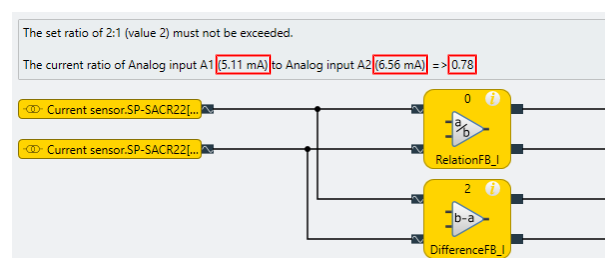 The set ratio of 2:1 (value 2) must not be exceeded.
The current ratio of Analog input A1 (5.11 mA) to Analog input A2 (6.56 mA) => 0.78
Current sensor.SP-SACR22[...
0
a/b
RelationFB_I
Current sensor.SP-SACR22[...
2
b-a
DifferenceFB_I